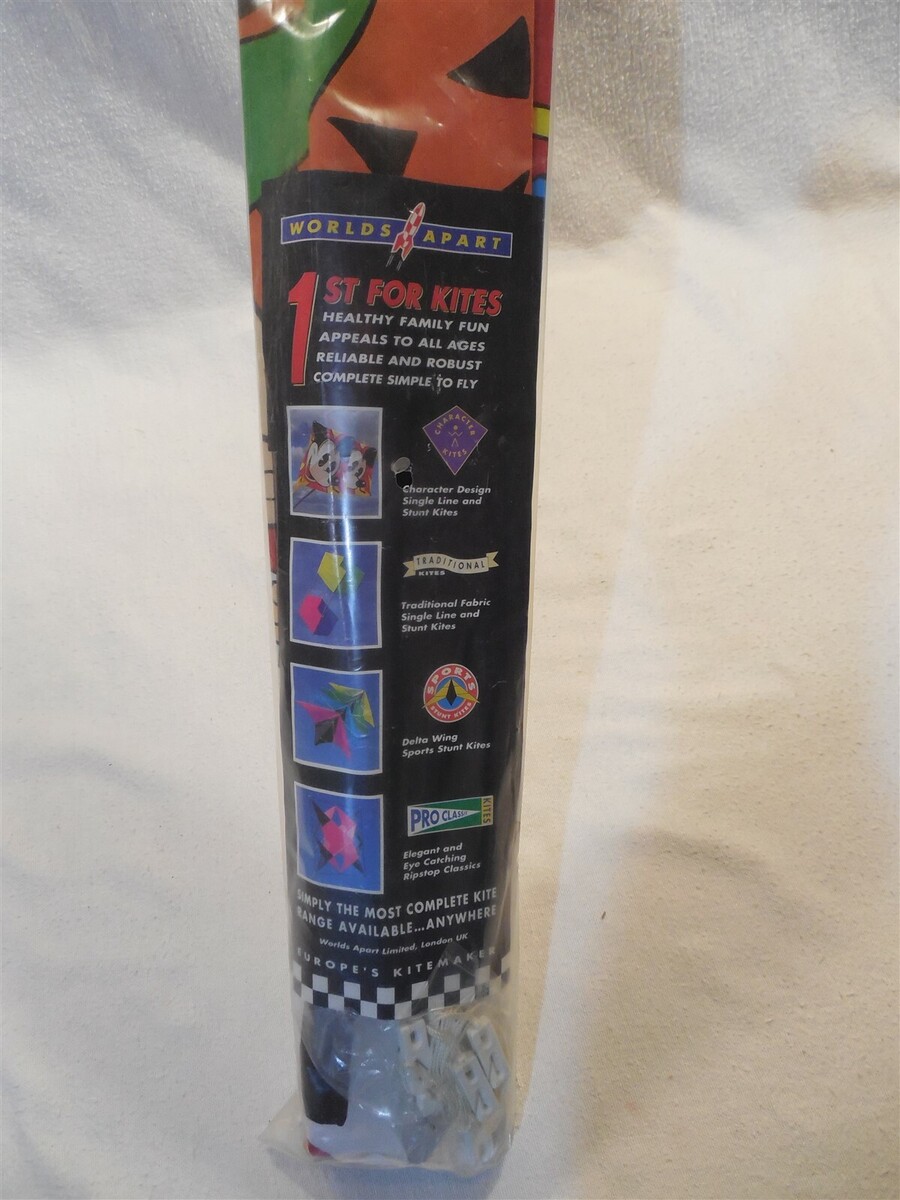 WORLDS APART
1ST FOR KITES
HEALTHY FAMILY FUN
APPEALS TO ALL AGES
RELIABLE AND ROBUST
COMPLETE SIMPLE TO FLY
CHARACTER
KITES
Character Design
Single Line and
Stunt Kites
TRADITIONAL
KITES
Traditional Fabric
Single Line and
Stunt Kites
SPORTS
STUNT KITES
Delta Wing
Sports Stunt Kites
PRO CLASSIC KITES
Elegant and
Eye Catching
Ripstop Classics
SIMPLY THE MOST COMPLETE KITE
RANGE AVAILABLE...ANYWHERE
Worlds Apart Limited, London UK
EUROPE'S KITEMAKER